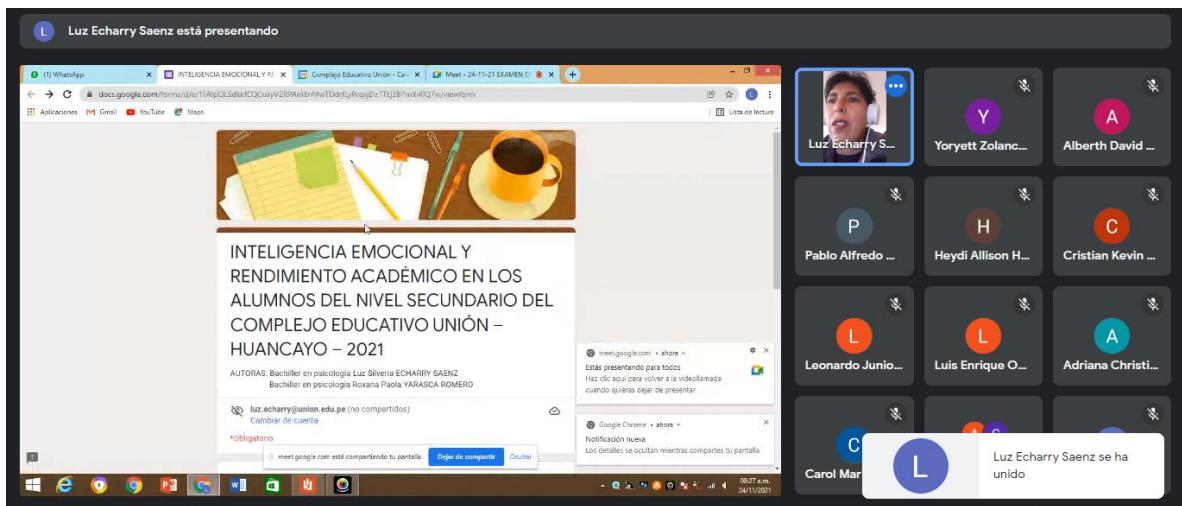 L Luz Echarry Saenz está presentando
(1) WhatsApp
INTELIGENCIA EMOCIONAL Y RE
Complejo Educativo Unión - Ca
Meet - 24-11-21 EXAMEN D
docs.google.com/forms/d/e/
Aplicaciones Gmail YouTube Maps
Lista de lectura
INTELIGENCIA EMOCIONAL Y
RENDIMIENTO ACADÉMICO EN LOS
ALUMNOS DEL NIVEL SECUNDARIO DEL
COMPLEJO EDUCATIVO UNIÓN –
HUANCAYO – 2021
AUTORAS: Bachiller en psicología Luz Silveria ECHARRY SAENZ
Bachiller en psicología Roxana Paola YARASCA ROMERO
luz.echarry@union.edu.pe (no compartidos)
Cambiar de cuenta
*Obligatorio
meet.google.com está compartiendo tu pantalla. Dejar de compartir Ocultar
meet.google.com • ahora
Estás presentando para todos
Haz clic aquí para volver a la videollamada
cuando quieras dejar de presentar
Google Chrome • ahora
Notificación nueva
Los detalles se ocultan mientras compartes tu pantalla
08:27 a.m.
24/11/2021
Luz Echarry S...
Y
Yoryett Zolanc...
A
Alberth David ...
P
Pablo Alfredo ...
H
Heydi Allison H...
C
Cristian Kevin ...
L
Leonardo Junio...
L
Luis Enrique O...
A
Adriana Christi...
C
Carol Mar
L
Luz Echarry Saenz se ha
unido